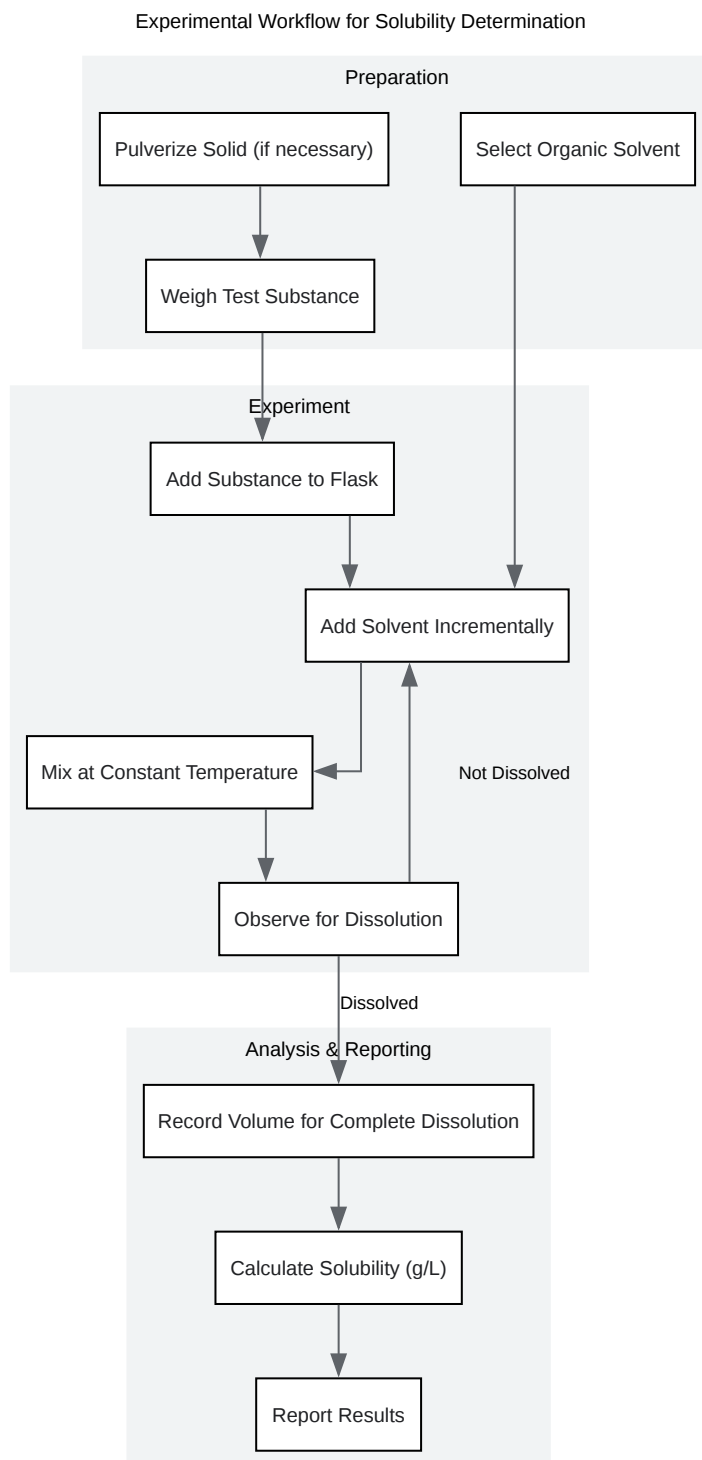 Experimental Workflow for Solubility Determination
Preparation
Pulverize Solid (if necessary)
Select Organic Solvent
Weigh Test Substance
Experiment
Add Substance to Flask
Add Solvent Incrementally
Mix at Constant Temperature
Not Dissolved
Observe for Dissolution
Dissolved
Analysis & Reporting
Record Volume for Complete Dissolution
Calculate Solubility (g/L)
Report Results